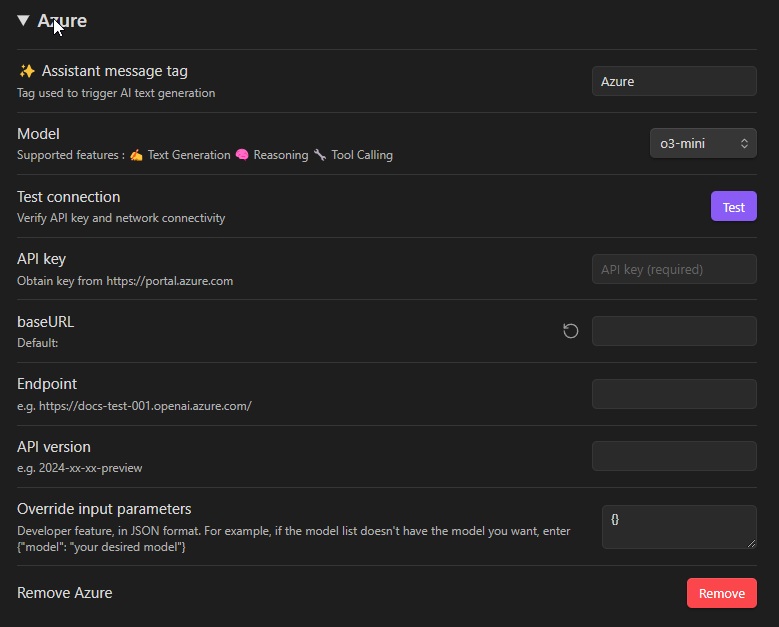 ▼ Azure
✨ Assistant message tag
Tag used to trigger AI text generation
Azure
Model
Supported features : ✍️ Text Generation 🧠 Reasoning 🔧 Tool Calling
o3-mini
Test connection
Verify API key and network connectivity
Test
API key
Obtain key from https://portal.azure.com
API key (required)
baseURL
Default:
Endpoint
e.g. https://docs-test-001.openai.azure.com/
API version
e.g. 2024-xx-xx-preview
Override input parameters
Developer feature, in JSON format. For example, if the model list doesn't have the model you want, enter
{"model": "your desired model"}
{}
Remove Azure
Remove